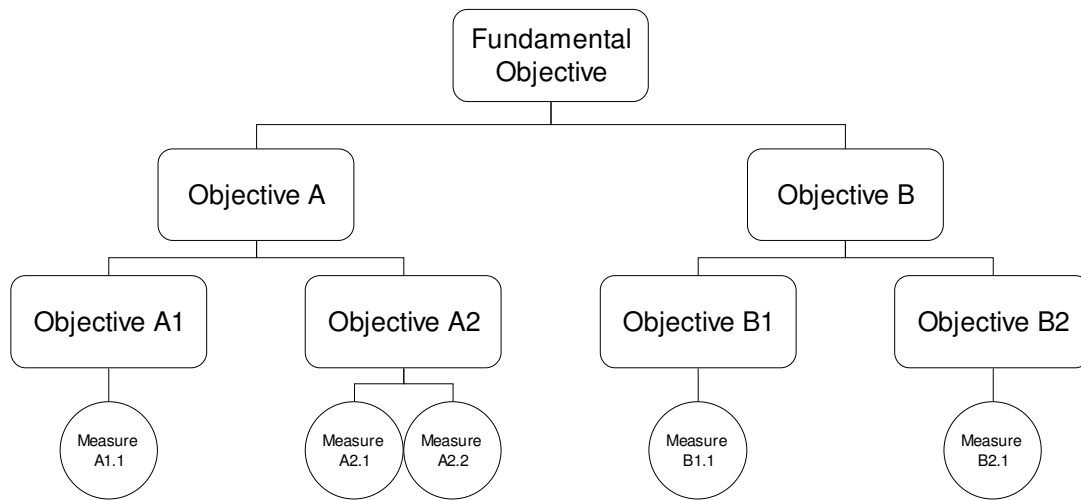 Fundamental
Objective
Objective A
Objective B
Objective A1
Objective A2
Objective B1
Objective B2
Measure
A1.1
Measure
A2.1
Measure
A2.2
Measure
B1.1
Measure
B2.1